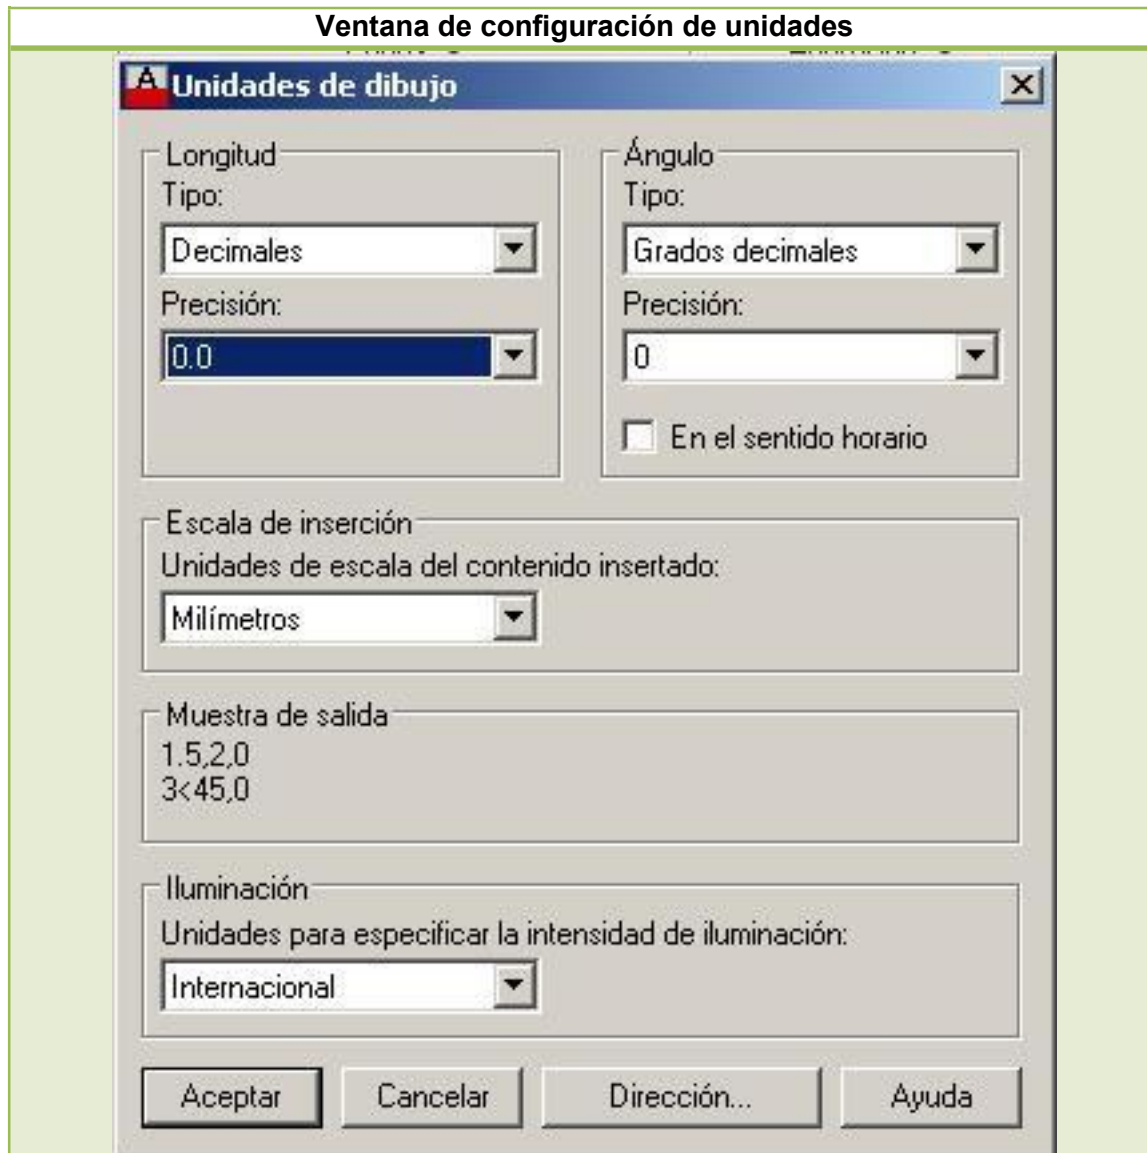 Ventana de configuración de unidades
Unidades de dibujo
Longitud
Tipo:
Decimales
Precisión:
0.0
Ángulo
Tipo:
Grados decimales
Precisión:
0
En el sentido horario
Escala de inserción
Unidades de escala del contenido insertado:
Milímetros
Muestra de salida
1.5,2,0
3<45,0
Iluminación
Unidades para especificar la intensidad de iluminación:
Internacional
Aceptar
Cancelar
Dirección...
Ayuda